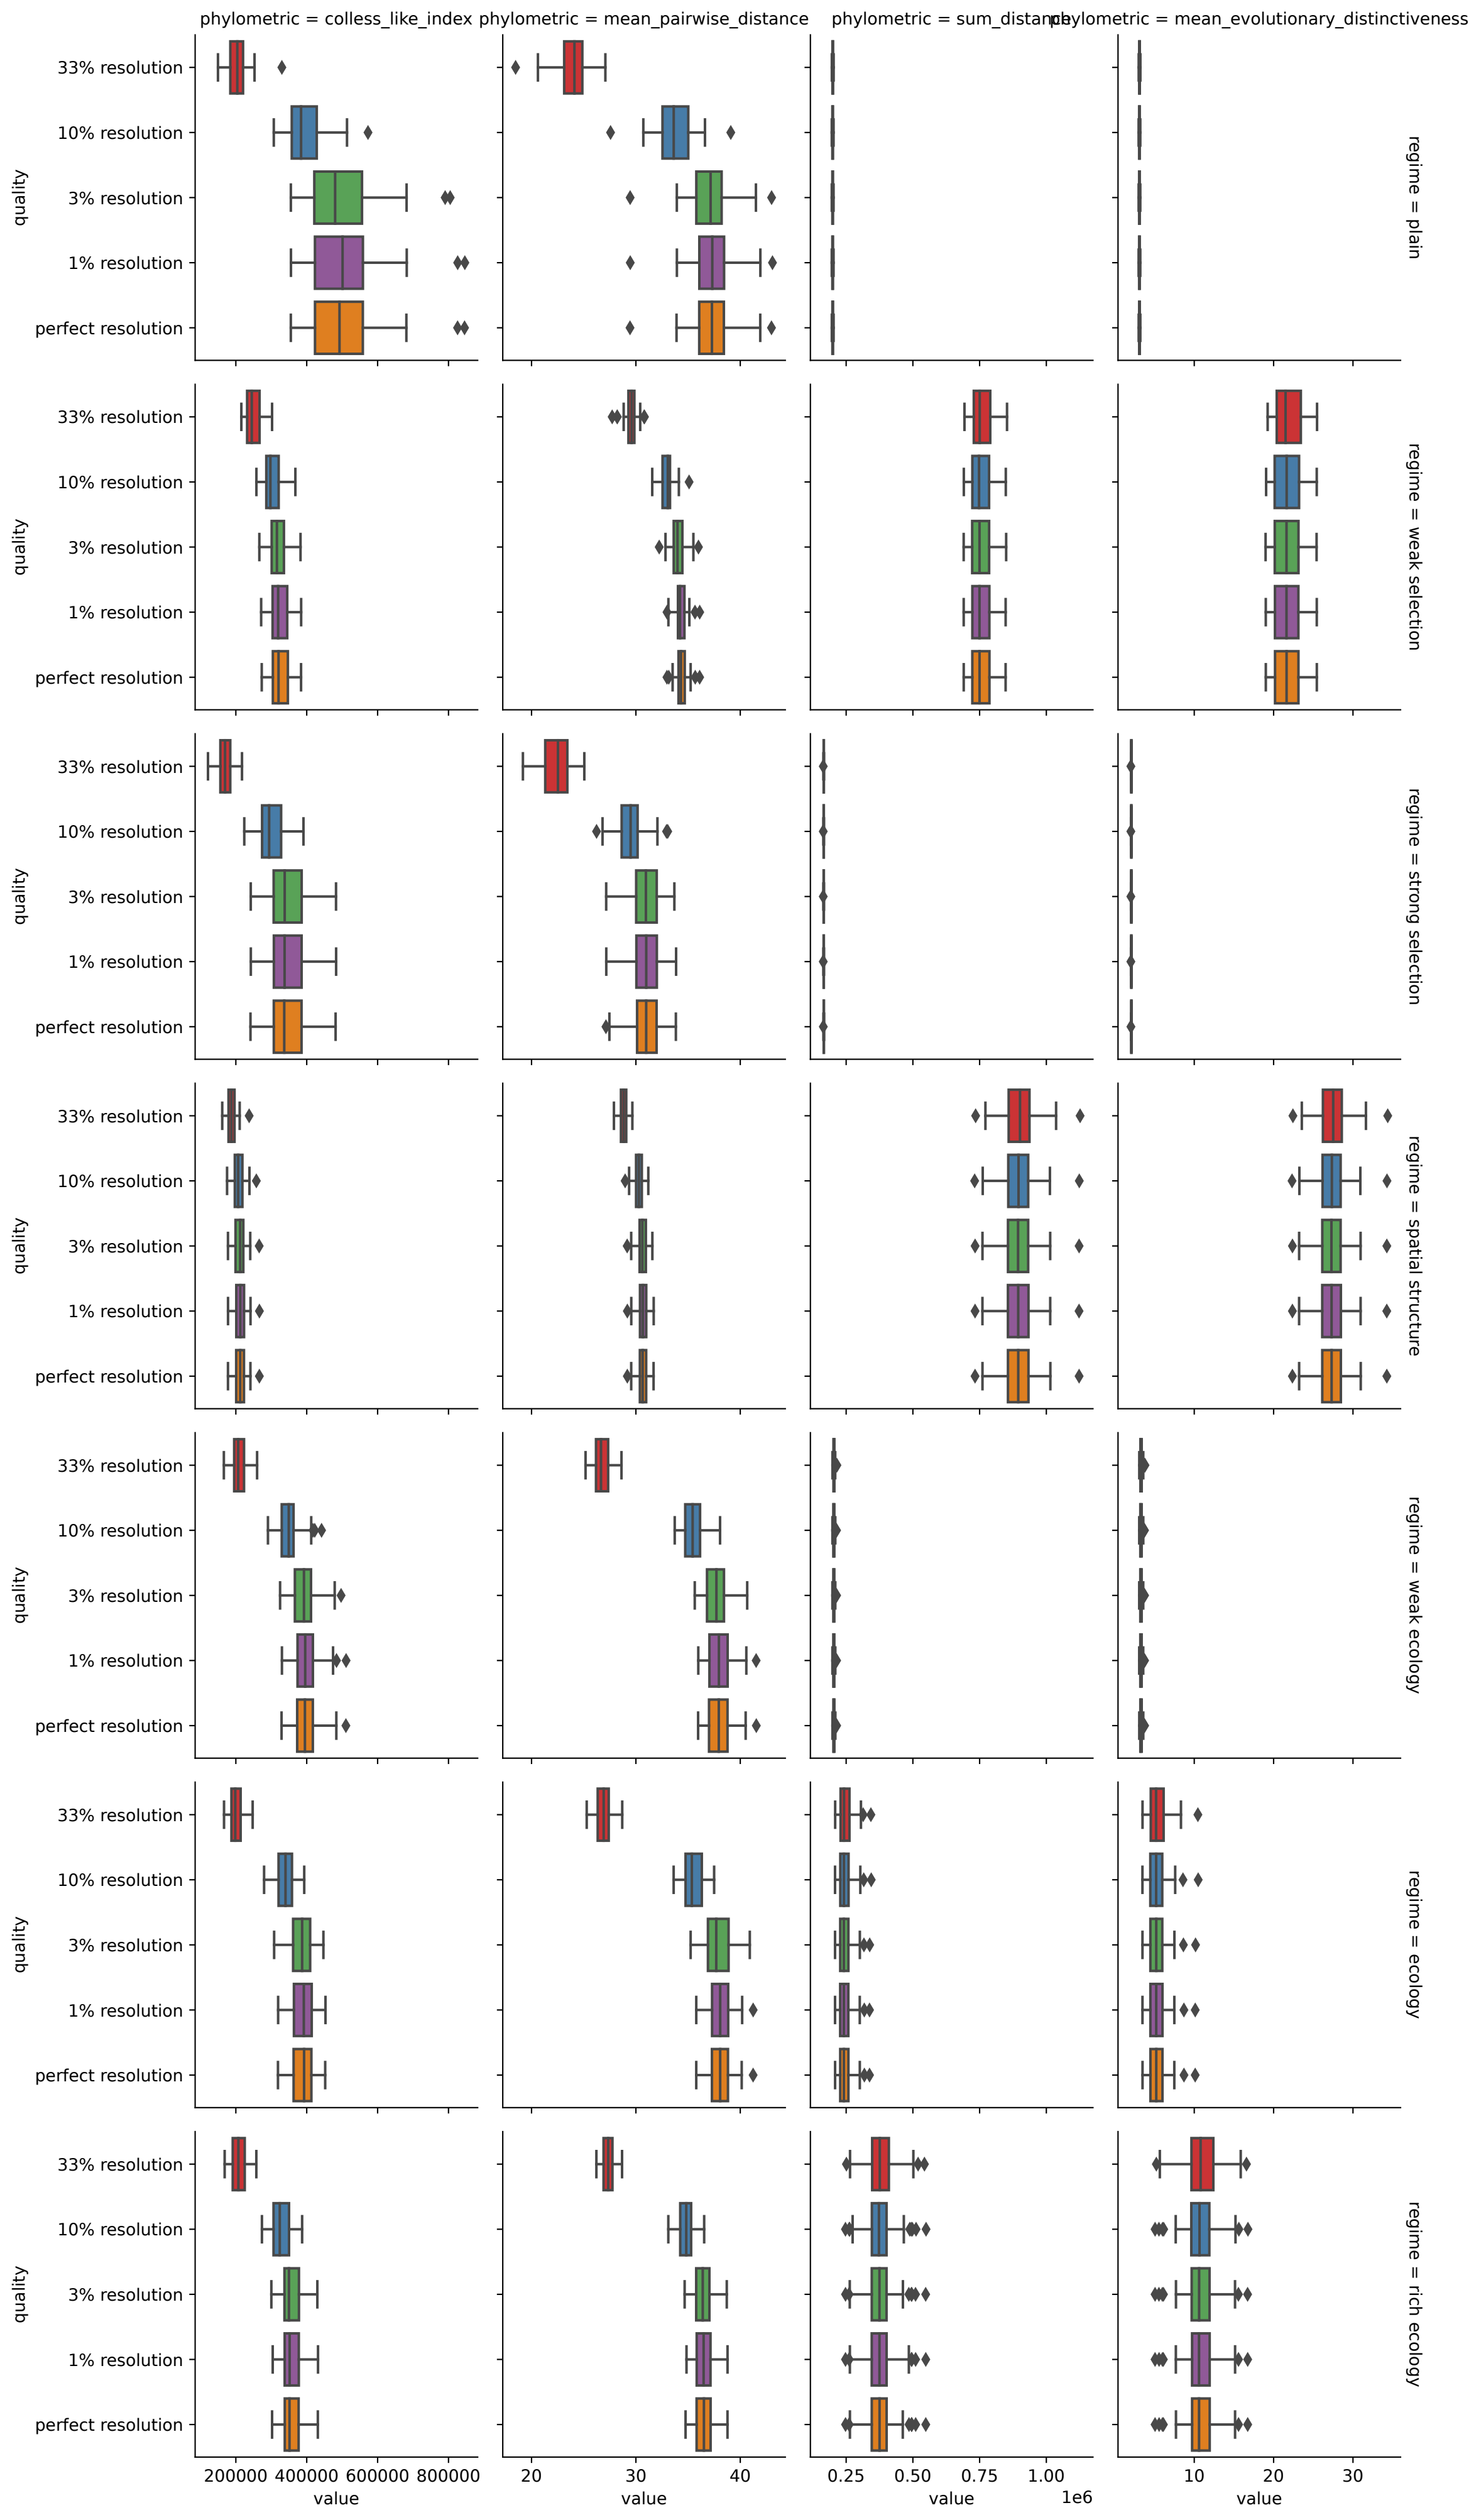 phylometric = colless_like_index phylometric = mean_pairwise_distance phylometric = sum_distance phylometric = mean_evolutionary_distinctiveness
33% resolution
10% resolution
3% resolution
1% resolution
perfect resolution
quality
regime = plain
33% resolution
10% resolution
3% resolution
1% resolution
perfect resolution
quality
regime = weak selection
33% resolution
10% resolution
3% resolution
1% resolution
perfect resolution
quality
regime = strong selection
33% resolution
10% resolution
3% resolution
1% resolution
perfect resolution
quality
regime = spatial structure
33% resolution
10% resolution
3% resolution
1% resolution
perfect resolution
quality
regime = weak ecology
33% resolution
10% resolution
3% resolution
1% resolution
perfect resolution
quality
regime = ecology
33% resolution
10% resolution
3% resolution
1% resolution
perfect resolution
quality
regime = rich ecology
200000 400000 600000 800000 20 30 40 0.25 0.50 0.75 1.00 10 20 30
1e6
value value value value